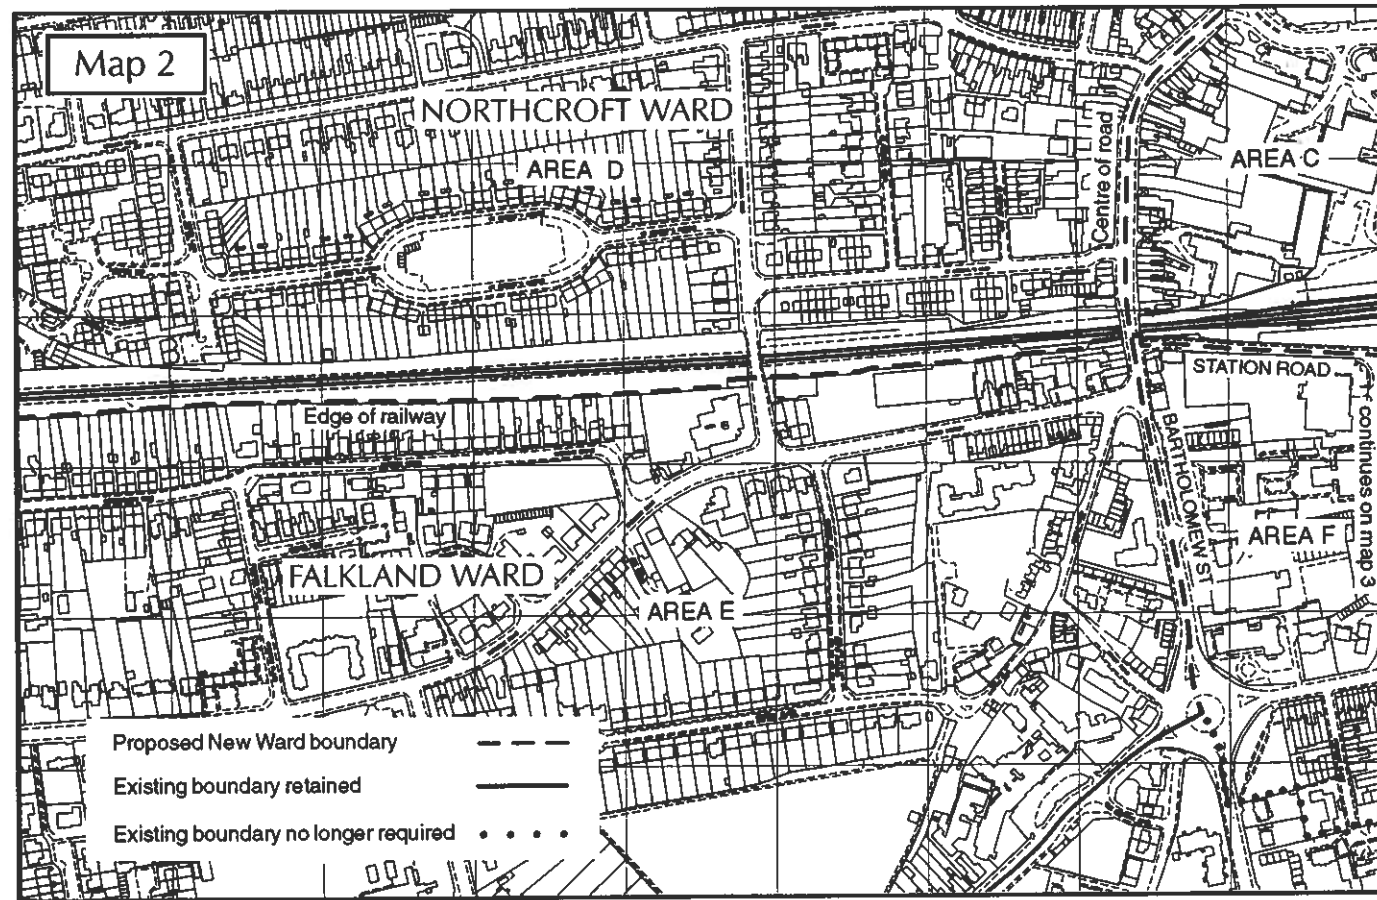 Map 2
NORTHCROFT WARD
AREA D
Centre of road
AREA C
Edge of railway
STATION ROAD
BARTHOLOMEW ST
continues on map 3
AREA F
FALKLAND WARD
AREA E
Proposed New Ward boundary
Existing boundary retained
Existing boundary no longer required